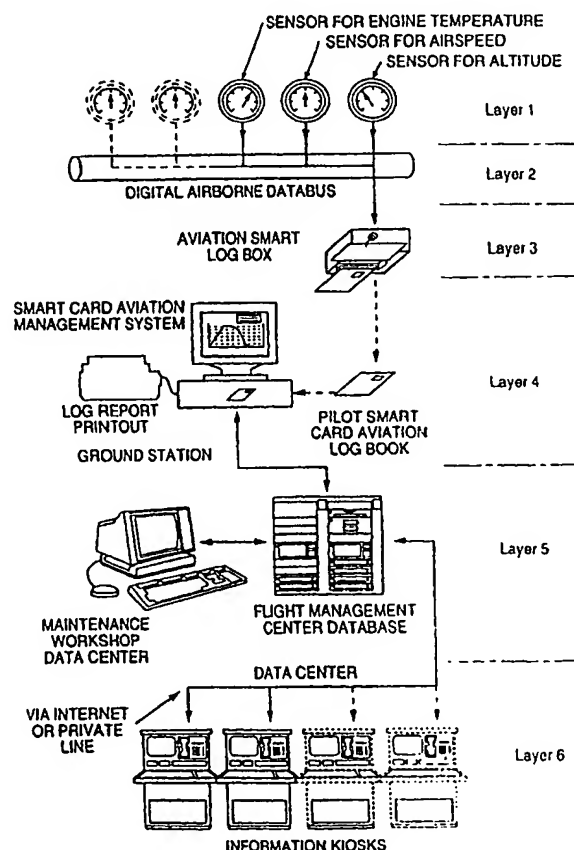 SENSOR FOR ENGINE TEMPERATURE
SENSOR FOR AIRSPEED
SENSOR FOR ALTITUDE
Layer 1
Layer 2
DIGITAL AIRBORNE DATABUS
AVIATION SMART
LOG BOX
Layer 3
SMART CARD AVIATION
MANAGEMENT SYSTEM
Layer 4
LOG REPORT
PRINTOUT
PILOT SMART
CARD AVIATION
LOG BOOK
GROUND STATION
Layer 5
MAINTENANCE
WORKSHOP
DATA CENTER
FLIGHT MANAGEMENT
CENTER DATABASE
DATA CENTER
VIA INTERNET
OR PRIVATE
LINE
Layer 6
INFORMATION KIOSKS